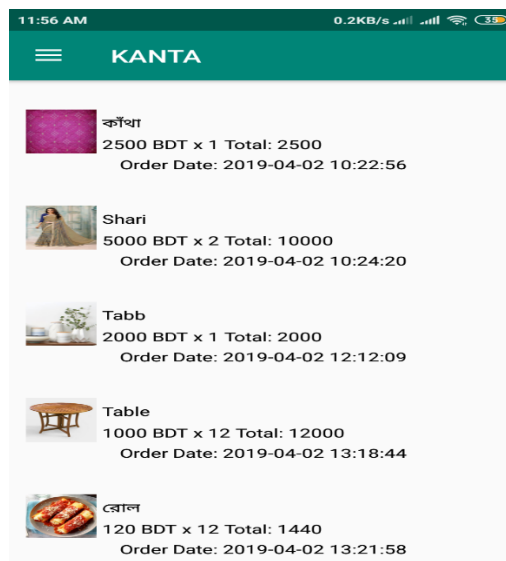 11:56 AM 0.2KB/s 35
KANTA
কাঁথা
2500 BDT x 1 Total: 2500
Order Date: 2019-04-02 10:22:56
Shari
5000 BDT x 2 Total: 10000
Order Date: 2019-04-02 10:24:20
Tabb
2000 BDT x 1 Total: 2000
Order Date: 2019-04-02 12:12:09
Table
1000 BDT x 12 Total: 12000
Order Date: 2019-04-02 13:18:44
রোল
120 BDT x 12 Total: 1440
Order Date: 2019-04-02 13:21:58